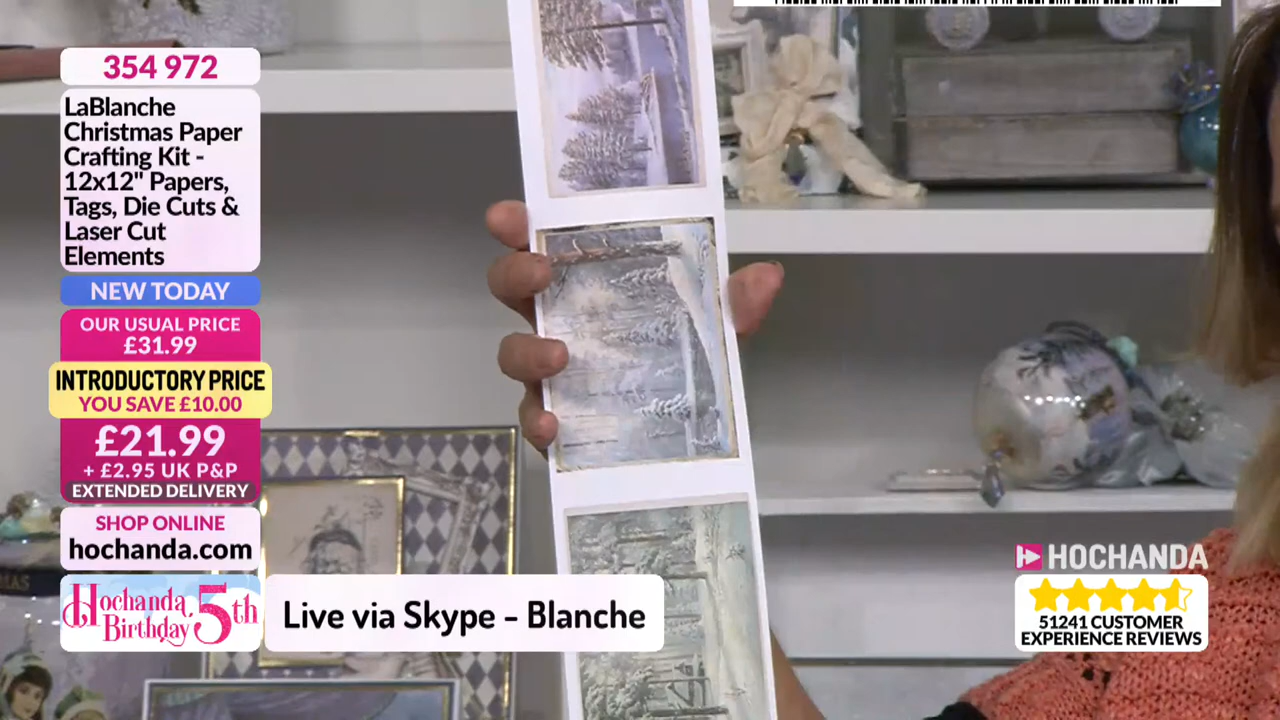 354 972
LaBlanche
Christmas Paper
Crafting Kit -
12x12" Papers,
Tags, Die Cuts &
Laser Cut
Elements
NEW TODAY
OUR USUAL PRICE
£31.99
INTRODUCTORY PRICE
YOU SAVE £10.00
£21.99
+ £2.95 UK P&P
EXTENDED DELIVERY
SHOP ONLINE
hochanda.com
Hochanda
Birthday 5th
Live via Skype - Blanche
HOCHANDA
51241 CUSTOMER
EXPERIENCE REVIEWS